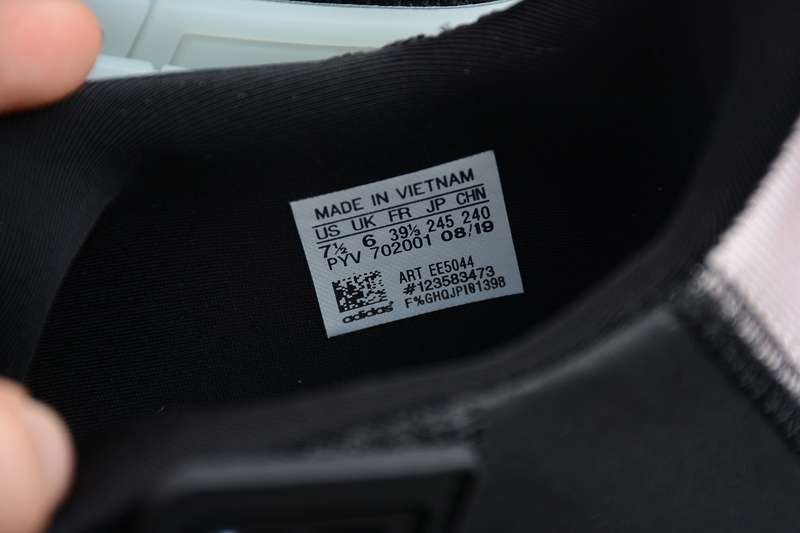 MADE IN VIETNAM
US UK FR JP CHN
7½ 6 39⅓ 245 240
PYV 702001 08/19
ART EE5044
#123583473
F%GHQJPI81398
adidas